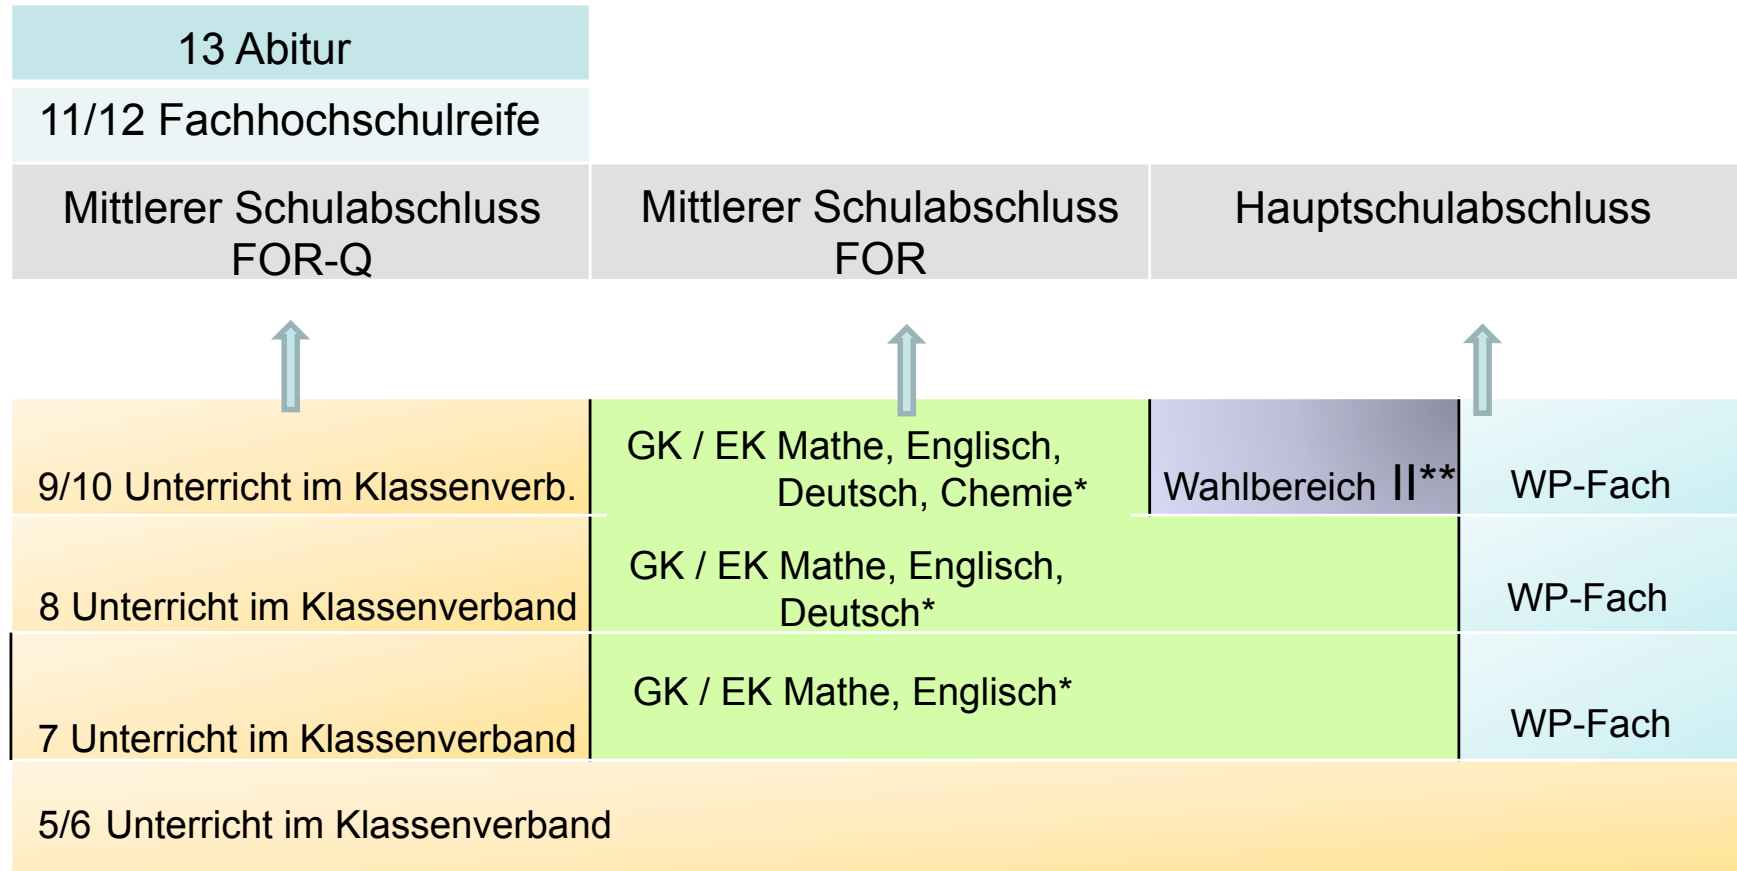 13 Abitur
11/12 Fachhochschulreife
Mittlerer Schulabschluss
FOR-Q
Mittlerer Schulabschluss
FOR
Hauptschulabschluss
9/10 Unterricht im Klassenverb.
GK / EK Mathe, Englisch,
Deutsch, Chemie*
Wahlbereich II**
WP-Fach
8 Unterricht im Klassenverband
GK / EK Mathe, Englisch,
Deutsch*
WP-Fach
7 Unterricht im Klassenverband
GK / EK Mathe, Englisch*
WP-Fach
5/6 Unterricht im Klassenverband